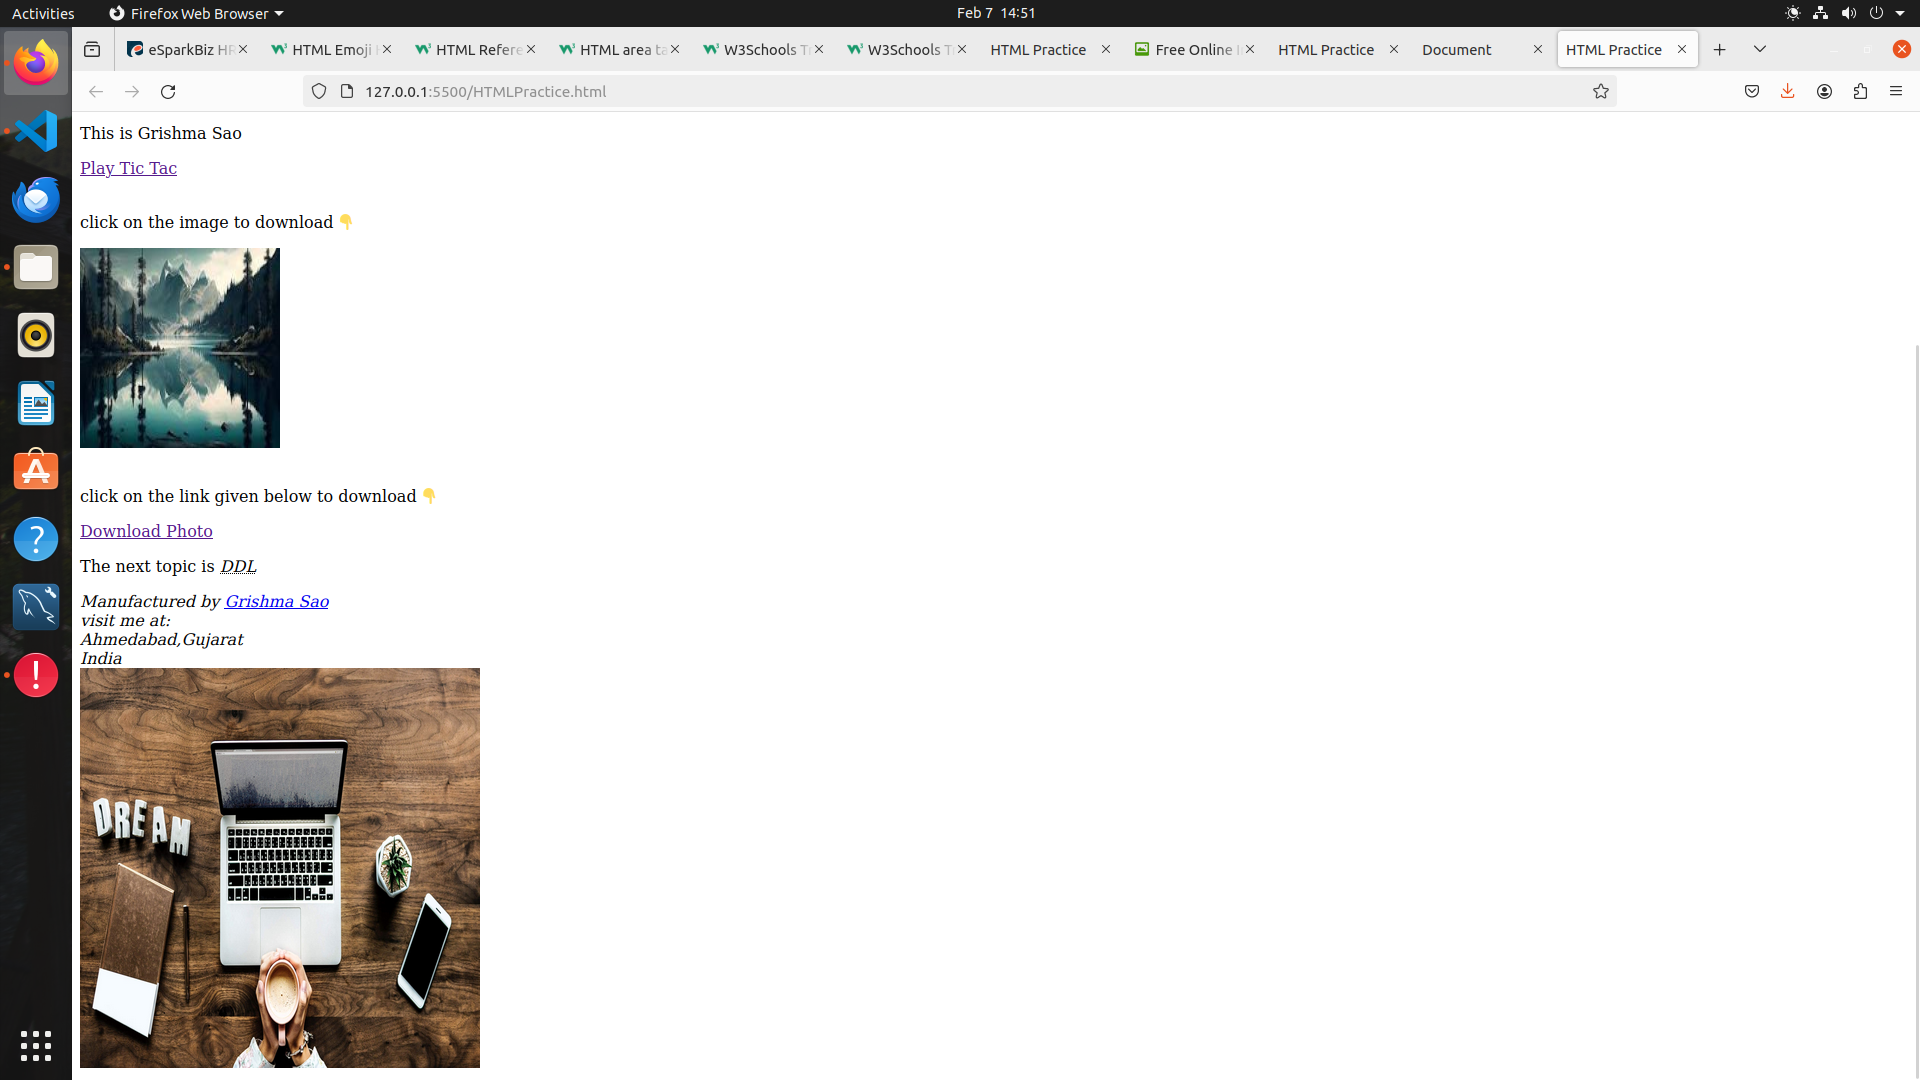 Activities Firefox Web Browser Feb 7 14:51
eSparkBiz HR HTML Emoji HTML Refere HTML area ta W3Schools T W3Schools T HTML Practice Free Online I HTML Practice Document HTML Practice
127.0.0.1:5500/HTMLPractice.html
This is Grishma Sao
Play Tic Tac
click on the image to download 👇
click on the link given below to download 👇
Download Photo
The next topic is DDL
Manufactured by Grishma Sao
visit me at:
Ahmedabad,Gujarat
India
DREAM